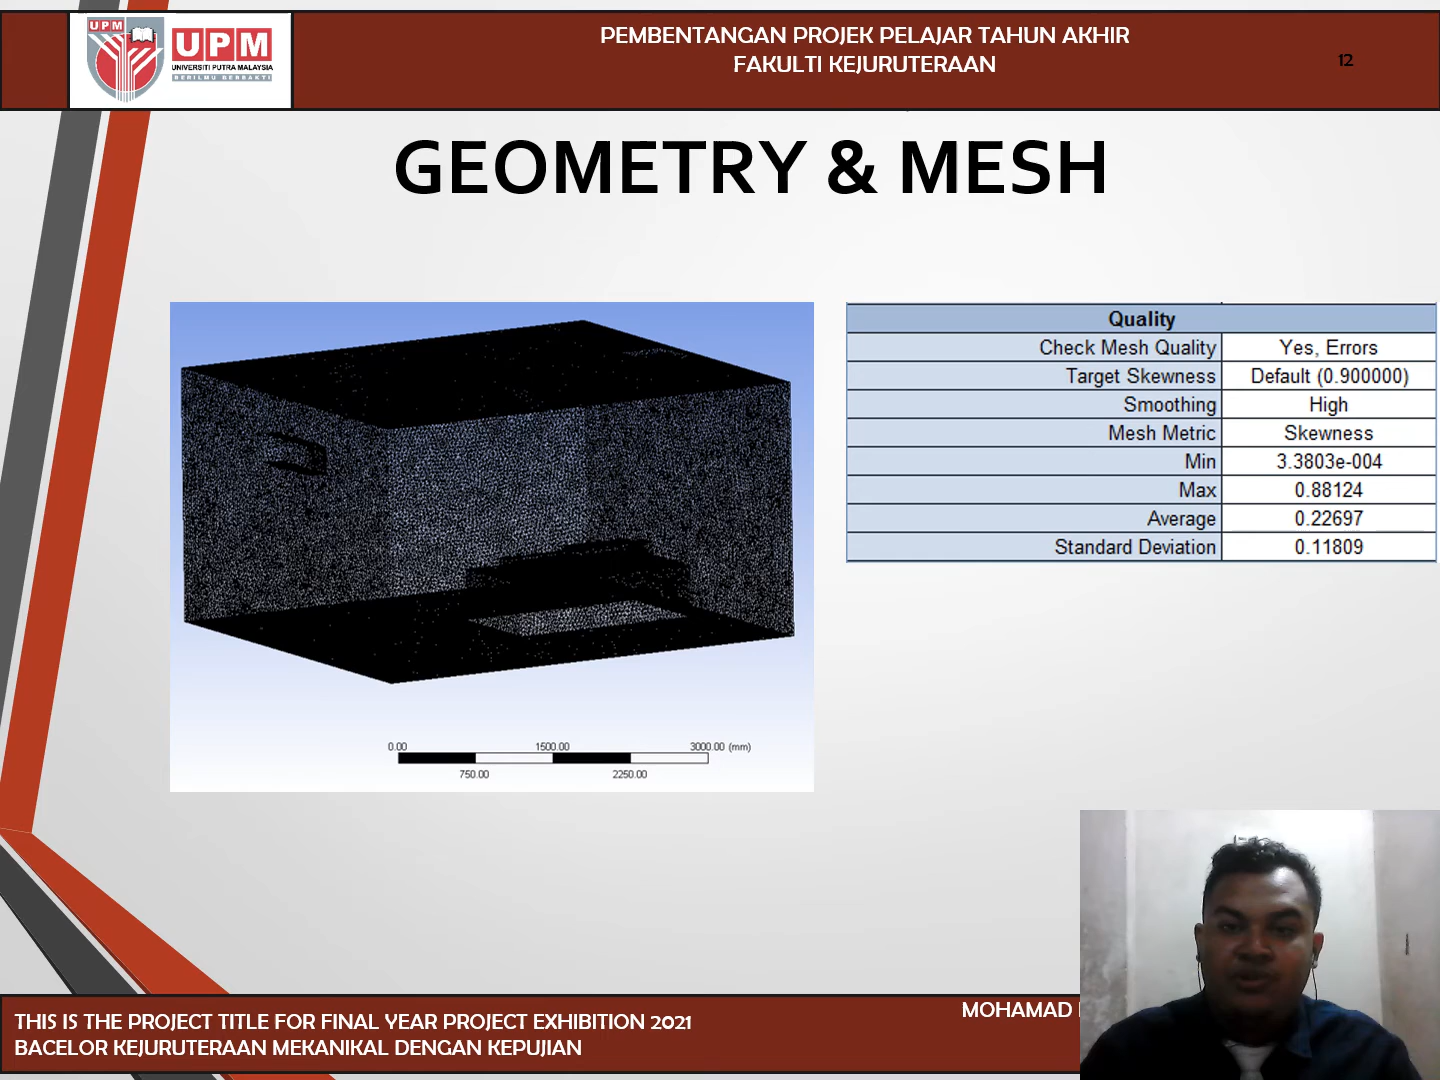 UPM
UPM
UNIVERSITI PUTRA MALAYSIA
BERILMU BERBAKTI
PEMBENTANGAN PROJEK PELAJAR TAHUN AKHIR
FAKULTI KEJURUTERAAN
12
GEOMETRY & MESH
Quality
Check Mesh Quality Yes, Errors
Target Skewness Default (0.900000)
Smoothing High
Mesh Metric Skewness
Min 3.3803e-004
Max 0.88124
Average 0.22697
Standard Deviation 0.11809
0.00 1500.00 3000.00 (mm)
750.00 2250.00
MOHAMAD
THIS IS THE PROJECT TITLE FOR FINAL YEAR PROJECT EXHIBITION 2021
BACELOR KEJURUTERAAN MEKANIKAL DENGAN KEPUJIAN